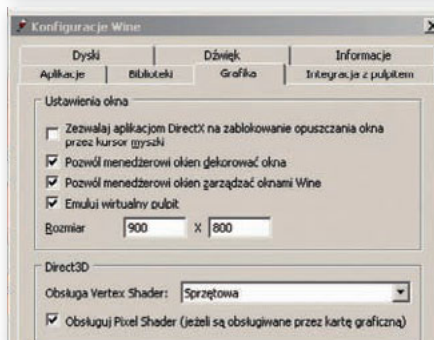 Konfiguracje Wine
Dyski Dźwięk Informacje
Aplikacje Biblioteki Grafika Integracja z pulpitem
Ustawienia okna
Zezwalaj aplikacjom DirectX na zablokowanie opuszczania okna
przez kursor myszki
Pozwól menedżerowi okien dekorować okna
Pozwól menedżerowi okien zarządzać oknami Wine
Emului wirtualny pulpit
Rozmiar 900 X 800
Direct3D
Obsługa Vertex Shader: Sprzętowa
Obsługuj Pixel Shader (jeżeli są obsługiwane przez kartę graficzną)